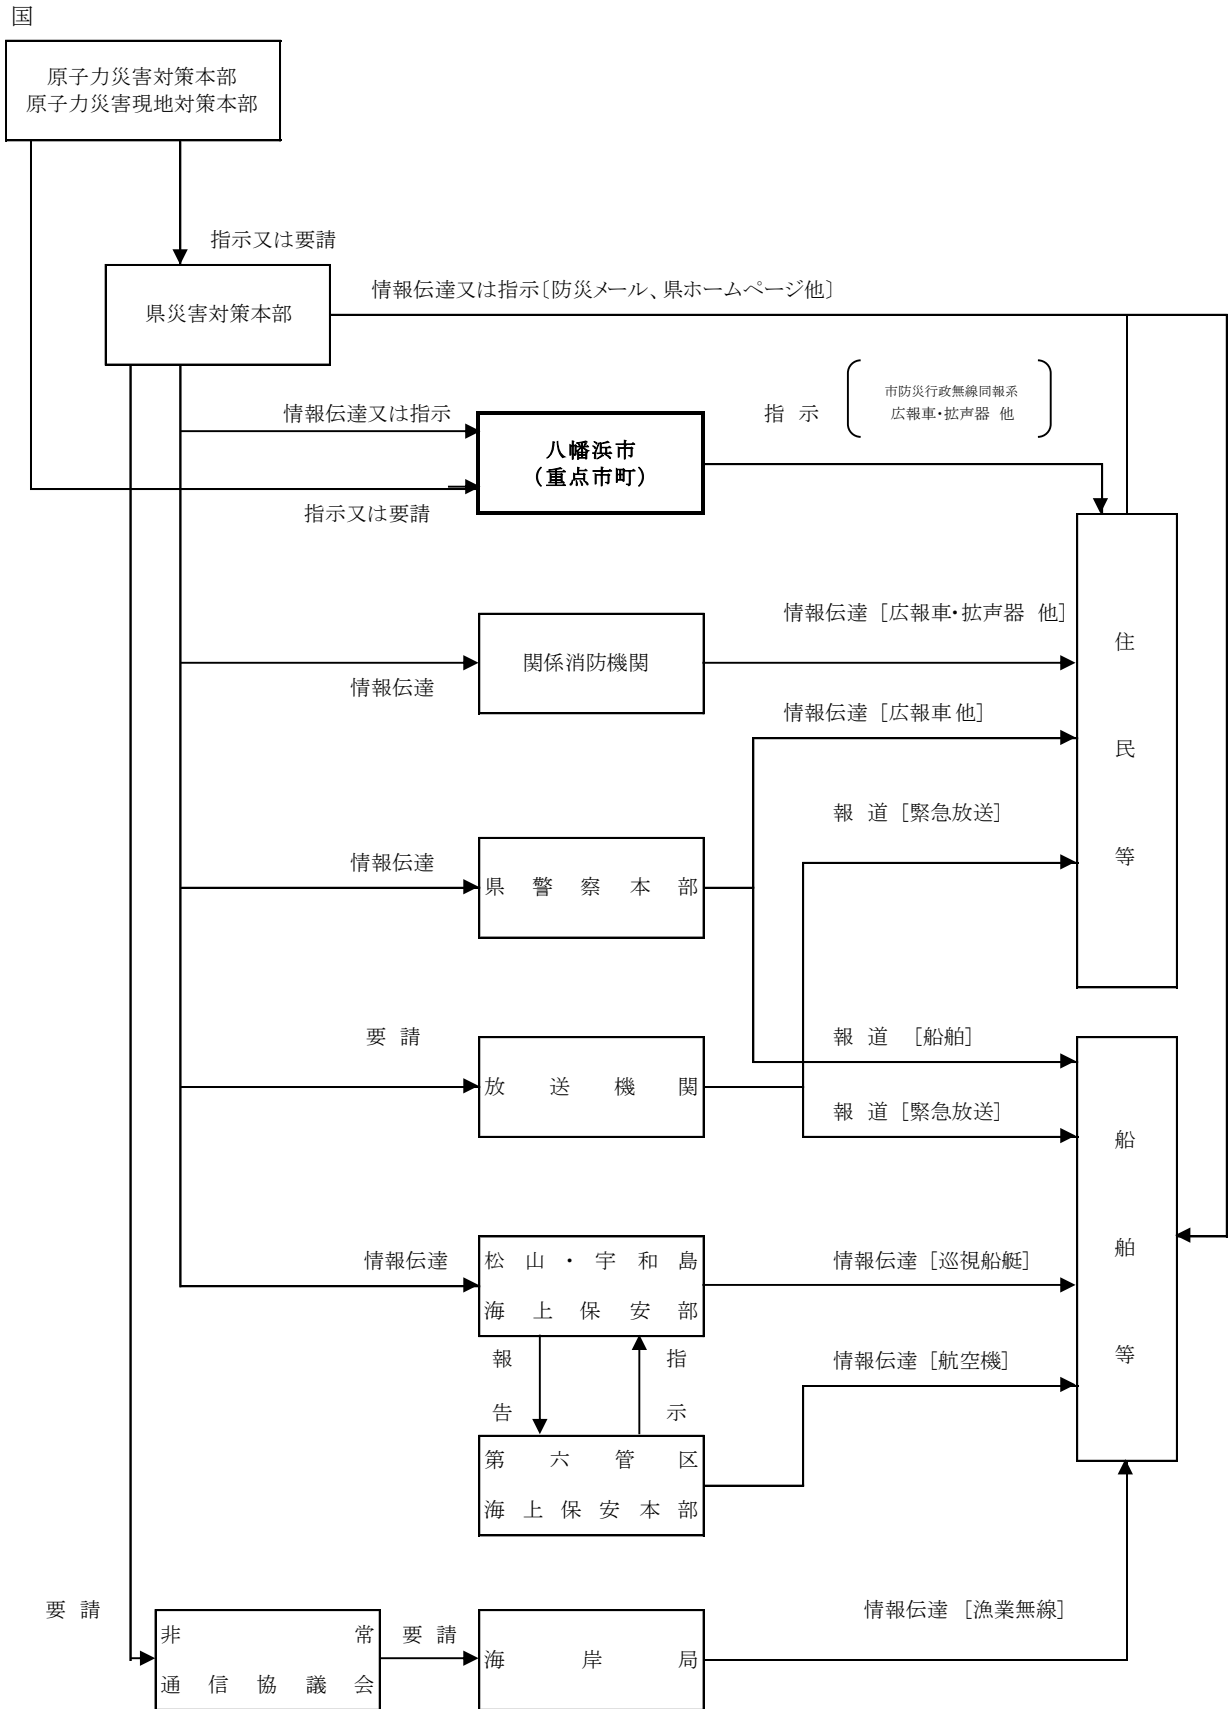 国
原子力災害対策本部
原子力災害現地対策本部
指示又は要請
県災害対策本部
情報伝達又は指示〔防災メール、県ホームページ他〕
情報伝達又は指示
指 示
市防災行政無線同報系
広報車・拡声器 他
八幡浜市
（重点市町）
指示又は要請
情報伝達［広報車・拡声器 他］
関係消防機関
情報伝達
情報伝達［広報車他］
住民等
報 道［緊急放送］
情報伝達
県警察本部
要 請
報 道 ［船舶］
放送機関
報 道［緊急放送］
船舶等
情報伝達
松山・宇和島
海上保安部
情報伝達［巡視船艇］
報告
指示
情報伝達［航空機］
第六管区
海上保安本部
要 請
非常
通信協議会
要 請
海岸局
情報伝達 ［漁業無線］